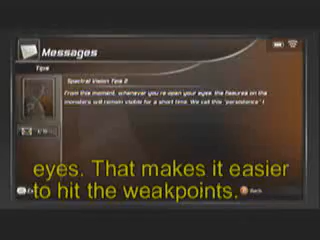 Messages
Tips
Spectral Vision Tips 2
From this moment, whenever you re-open your eyes, the fissures on the
monsters will remain visible for a short time. We call this "persistence" !
eyes. That makes it easier
to hit the weakpoints.
Back